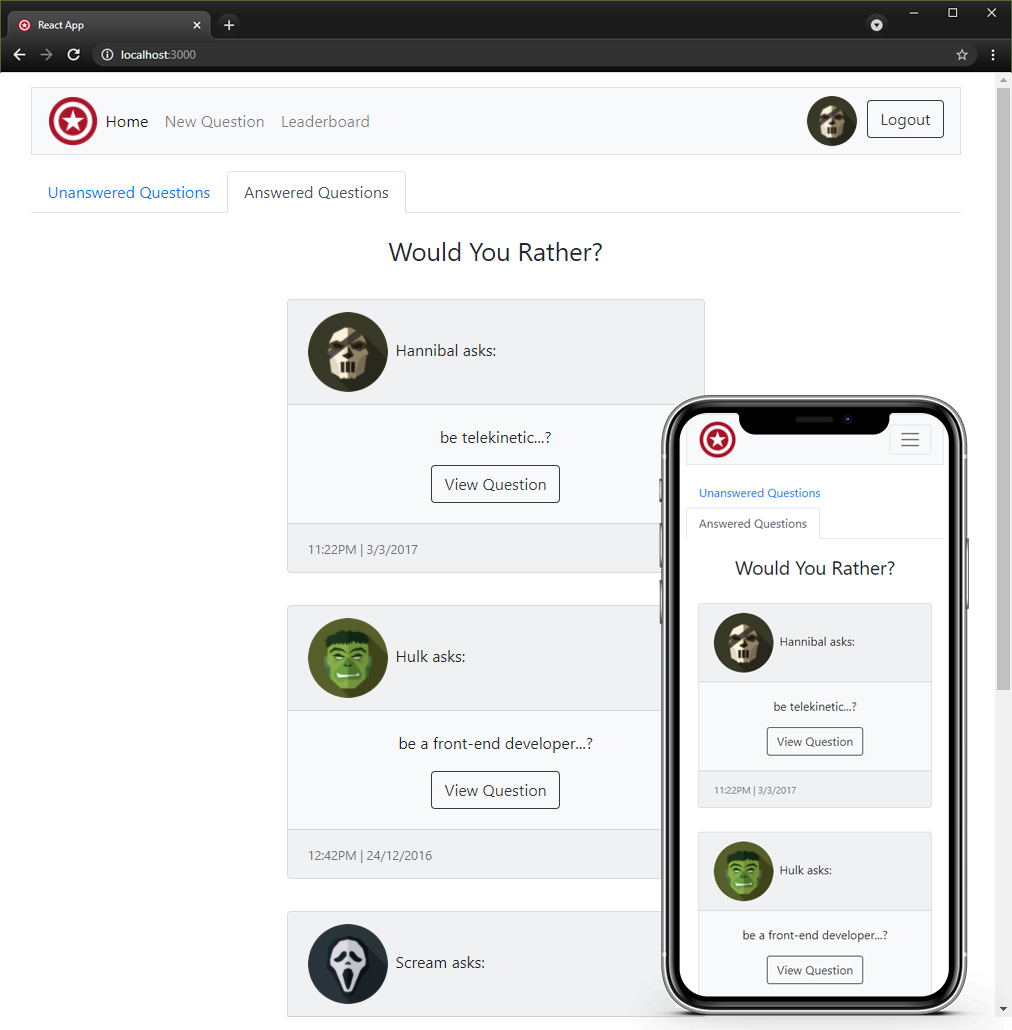 React App
localhost:3000
Home New Question Leaderboard Logout
Unanswered Questions Answered Questions
Would You Rather?
Hannibal asks:
be telekinetic...?
View Question
11:22PM | 3/3/2017
Hulk asks:
be a front-end developer...?
View Question
12:42PM | 24/12/2016
Scream asks:
Unanswered Questions
Answered Questions
Would You Rather?
Hannibal asks:
be telekinetic...?
View Question
11:22PM | 3/3/2017
Hulk asks:
be a front-end developer...?
View Question